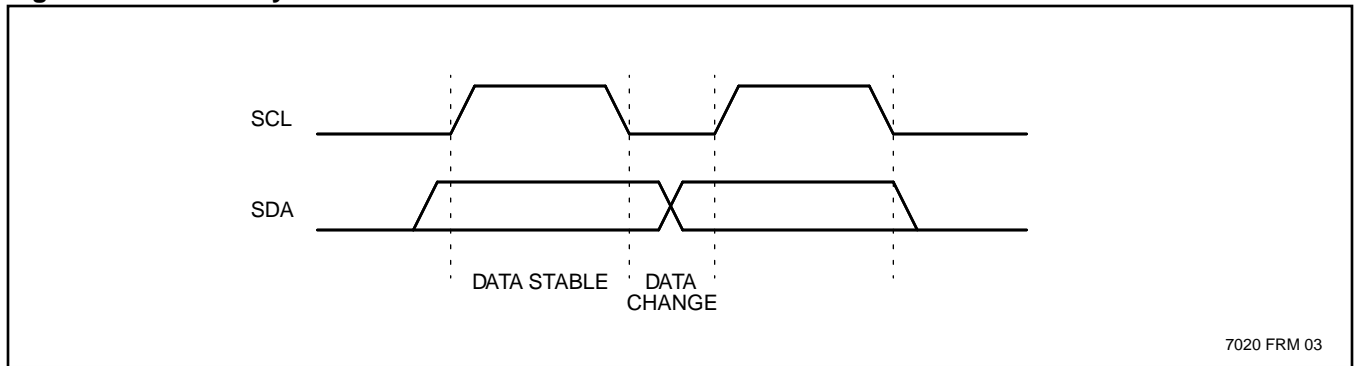 SCL
SDA
DATA STABLE
DATA
CHANGE
7020 FRM 03